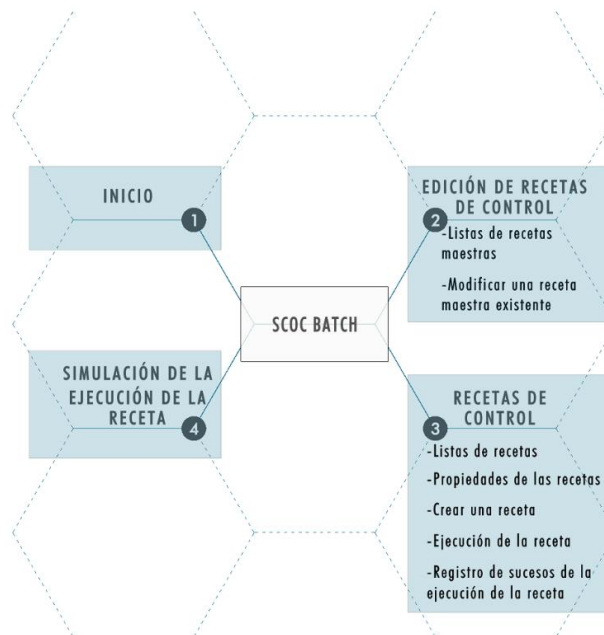 INICIO
1
EDICIÓN DE RECETAS
DE CONTROL
2
-Listas de recetas
maestras
-Modificar una receta
maestra existente
SCOC BATCH
SIMULACIÓN DE LA
EJECUCIÓN DE LA
RECETA
4
RECETAS DE
CONTROL
3
-Listas de recetas
-Propiedades de las recetas
-Crear una receta
-Ejecución de la receta
-Registro de sucesos de la
ejecución de la receta